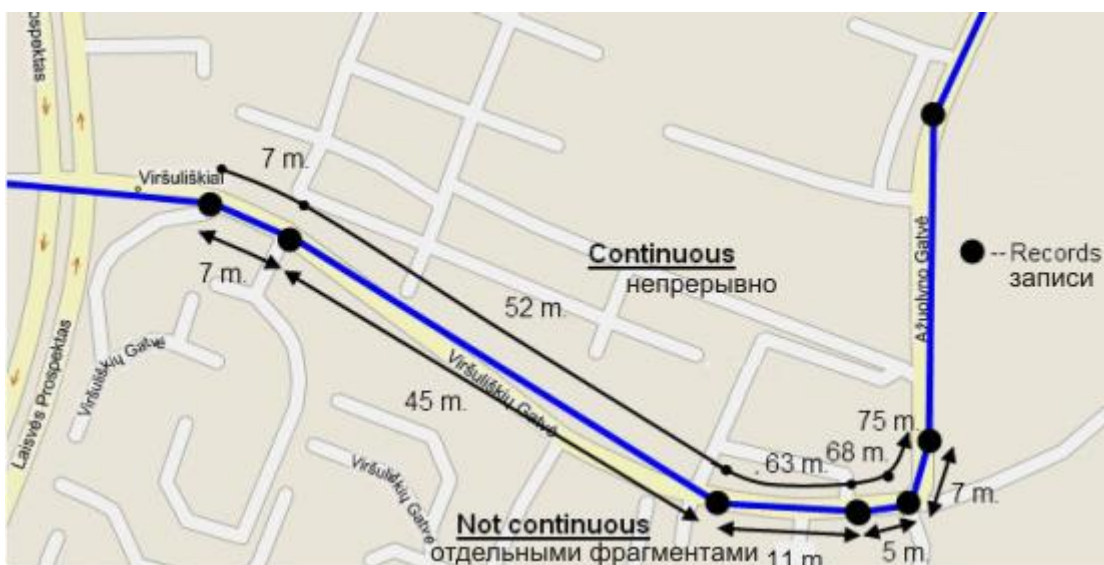 ospektas
7 m.
Viršuliškiai
Continuous
непрерывно
-- Records
записи
Ažuolyno Gatvė
7 m.
52 m.
Viršuliškių Gatvė
Laisvės Prospektas
45 m.
Viršuliškių Gatvė
75 m.
68 m.
63 m.
Viršuliškių Gatvė
7 m.
Not continuous
отдельными фрагментами
11 m.
5 m.